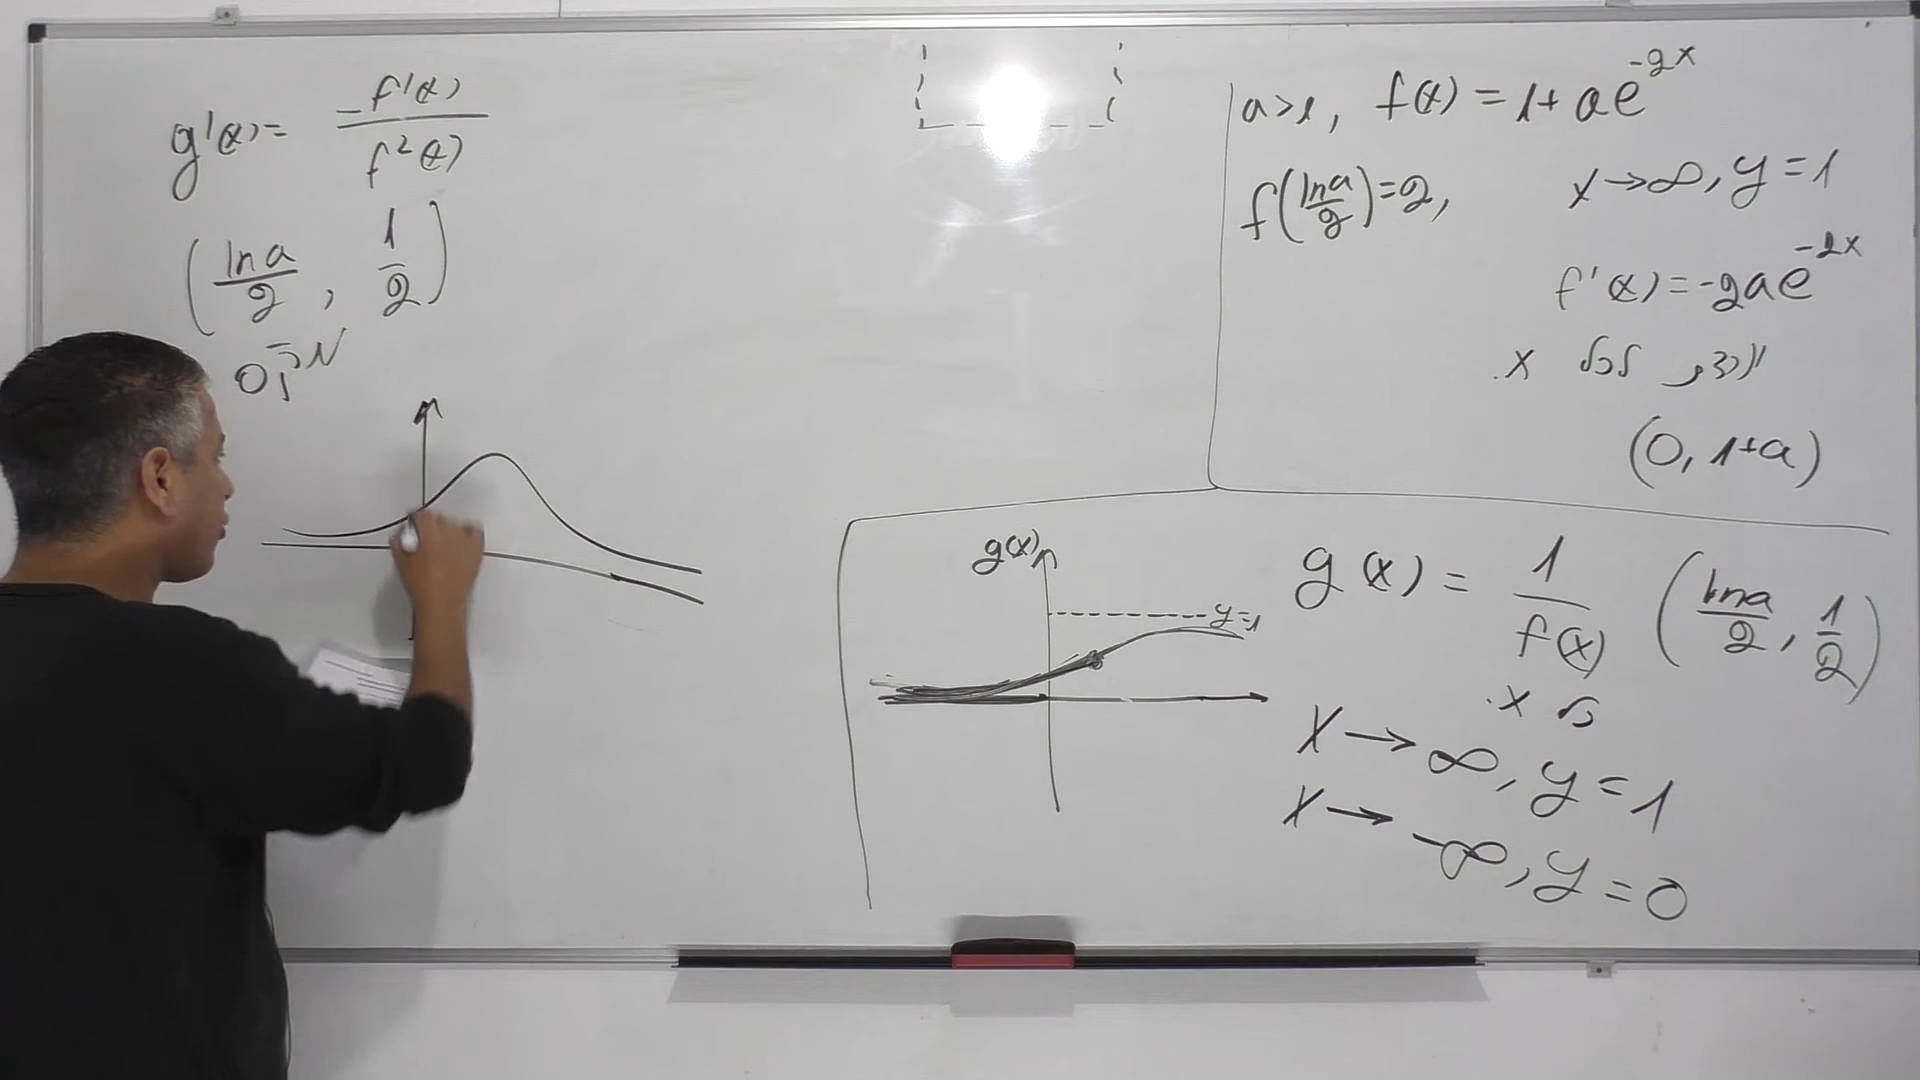 g'(x) = -f'(x) / f²(x)
(ln a / 2 , 1/2)
a>1, f(x) = 1 + ae^-2x
f(ln a / 2) = 2, x→∞, y = 1
f'(x) = -2ae^-2x
(0, 1+a)
g(x)
y=1
g(x) = 1 / f(x) (ln a / 2 , 1/2)
x→∞, y = 1
x→-∞, y = 0